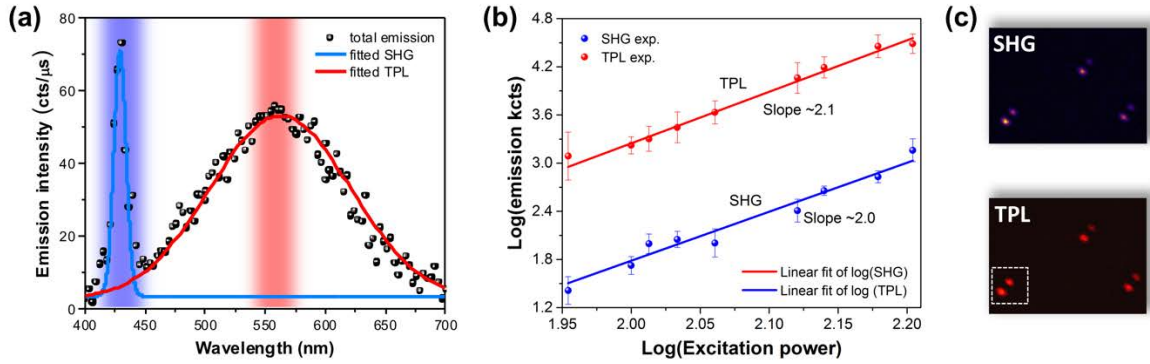 (a)
80
60
40
20
0
Emission intensity (cts/μs)
400 450 500 550 600 650 700
Wavelength (nm)
total emission
fitted SHG
fitted TPL
(b)
4.8
4.2
3.6
3.0
2.4
1.8
1.2
Log(emission kcts)
SHG exp.
TPL exp.
TPL
Slope ~2.1
SHG
Slope ~2.0
Linear fit of log(SHG)
Linear fit of log (TPL)
1.95 2.00 2.05 2.10 2.15 2.20
Log(Excitation power)
(c)
SHG
TPL